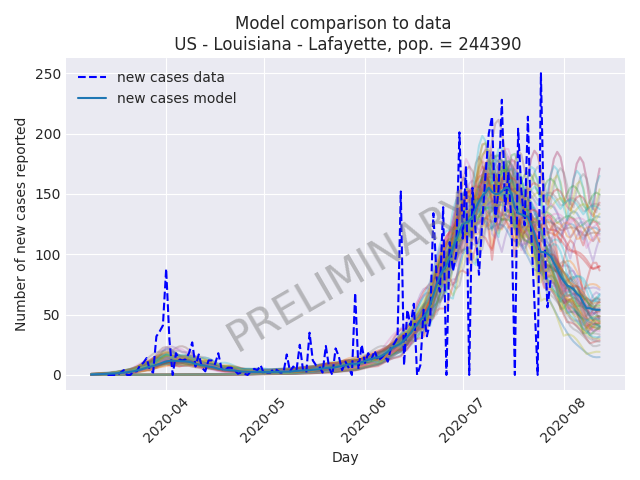 Model comparison to data
US - Louisiana - Lafayette, pop. = 244390
new cases data
new cases model
PRELIMINARY
Number of new cases reported
250
200
150
100
50
0
2020-04
2020-05
2020-06
2020-07
2020-08
Day